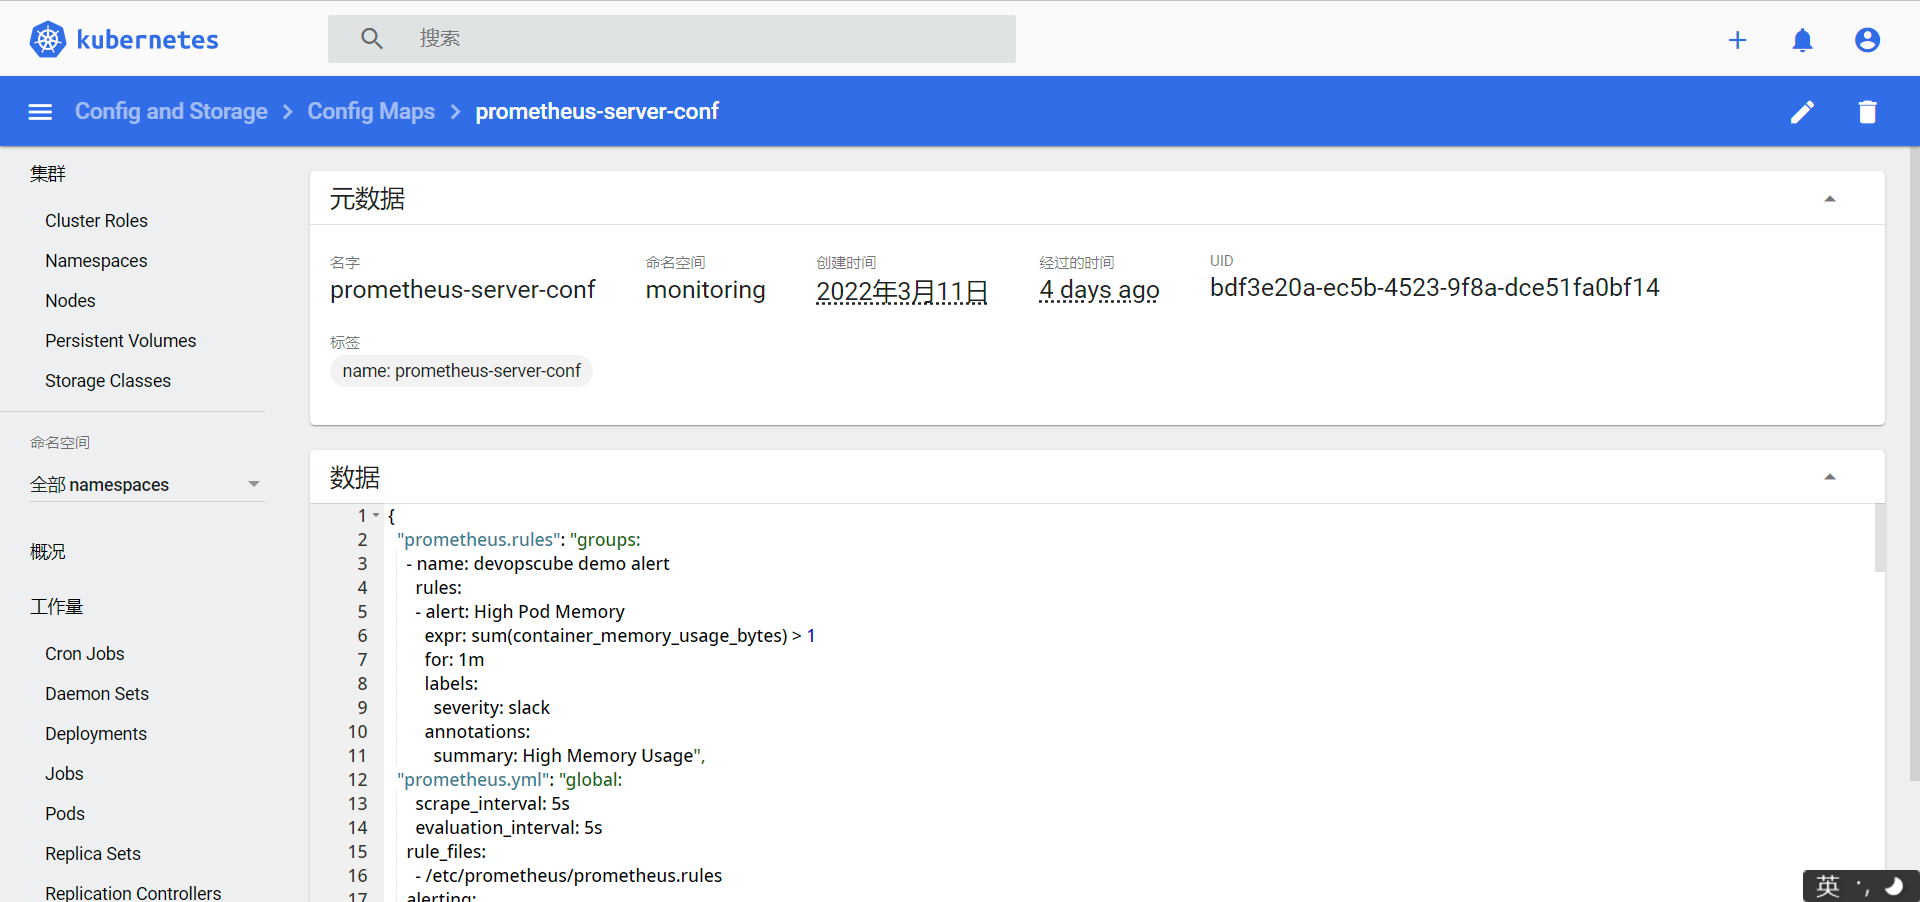 kubernetes
搜索
Config and Storage > Config Maps > prometheus-server-conf
集群
Cluster Roles
Namespaces
Nodes
Persistent Volumes
Storage Classes
命名空间
全部 namespaces
概况
工作量
Cron Jobs
Daemon Sets
Deployments
Jobs
Pods
Replica Sets
Replication Controllers
元数据
名字
prometheus-server-conf
命名空间
monitoring
创建时间
2022年3月11日
经过的时间
4 days ago
UID
bdf3e20a-ec5b-4523-9f8a-dce51fa0bf14
标签
name: prometheus-server-conf
数据
1 {
2 "prometheus.rules": "groups:
3 - name: devopscube demo alert
4 rules:
5 - alert: High Pod Memory
6 expr: sum(container_memory_usage_bytes) > 1
7 for: 1m
8 labels:
9 severity: slack
10 annotations:
11 summary: High Memory Usage",
12 "prometheus.yml": "global:
13 scrape_interval: 5s
14 evaluation_interval: 5s
15 rule_files:
16 - /etc/prometheus/prometheus.rules
17 alerting:
英